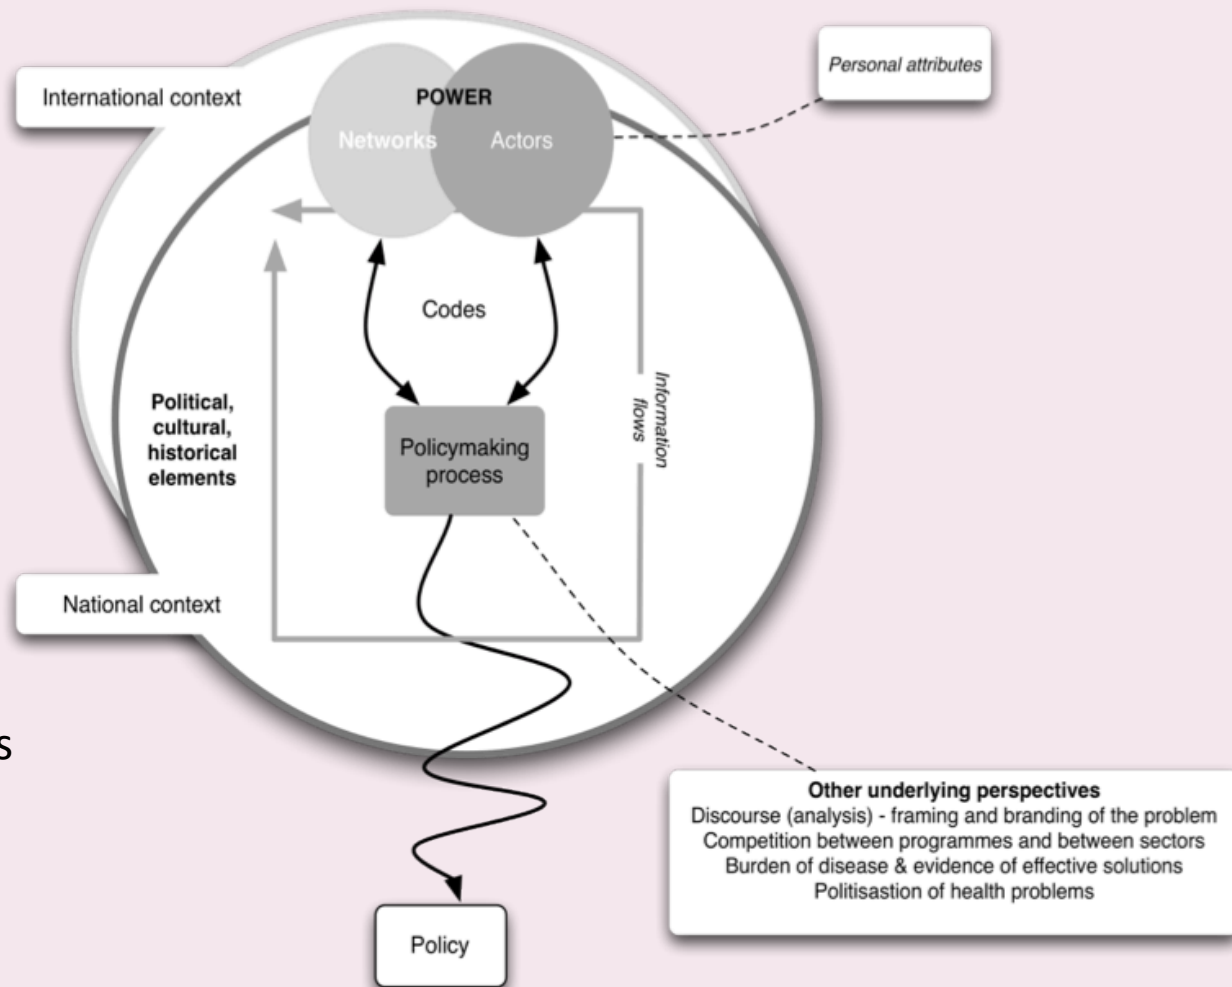 International context
POWER
Networks
Actors
Personal attributes
Codes
Political,
cultural,
historical
elements
Information
flows
Policymaking
process
National context
s
Other underlying perspectives
Discourse (analysis) - framing and branding of the problem
Competition between programmes and between sectors
Burden of disease & evidence of effective solutions
Politisastion of health problems
Policy